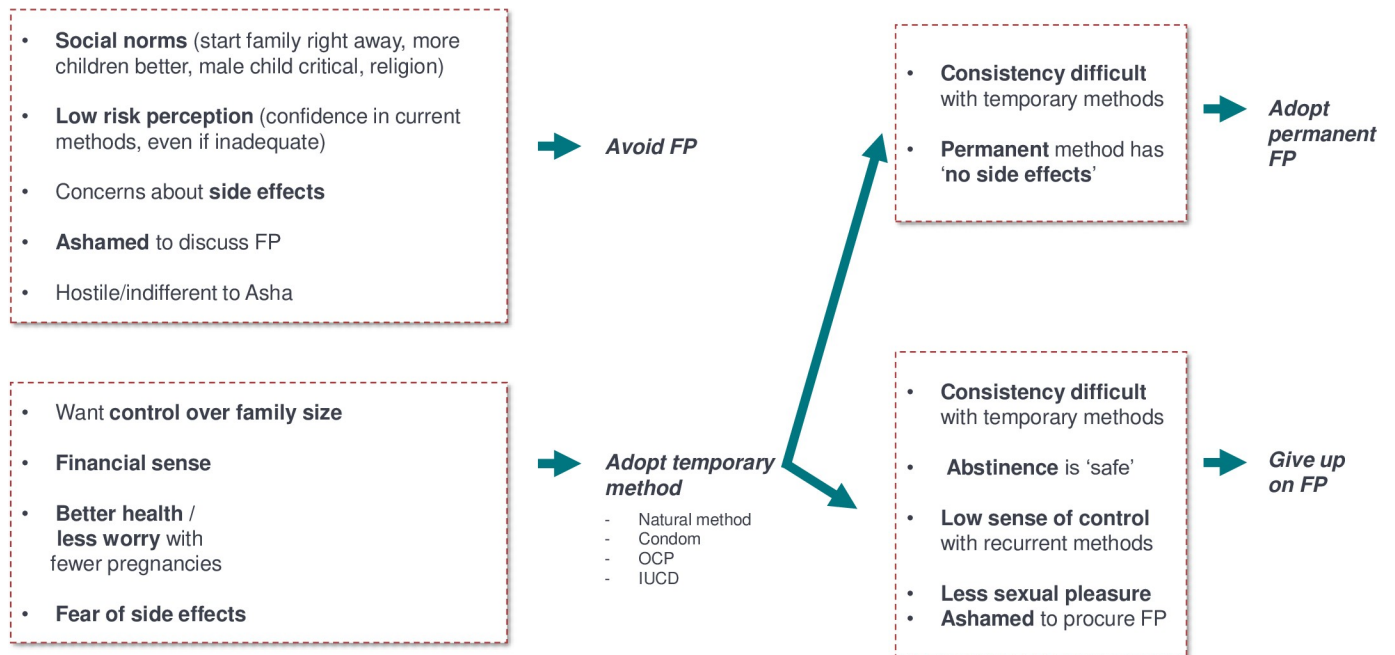 • Social norms (start family right away, more
children better, male child critical, religion)
• Low risk perception (confidence in current
methods, even if inadequate)
• Concerns about side effects
• Ashamed to discuss FP
• Hostile/indifferent to Asha
Avoid FP
• Want control over family size
• Financial sense
• Better health /
less worry with
fewer pregnancies
• Fear of side effects
Adopt temporary
method
- Natural method
- Condom
- OCP
- IUCD
• Consistency difficult
with temporary methods
• Permanent method has
‘no side effects’
Adopt
permanent
FP
• Consistency difficult
with temporary methods
• Abstinence is ‘safe’
• Low sense of control
with recurrent methods
• Less sexual pleasure
• Ashamed to procure FP
Give up
on FP